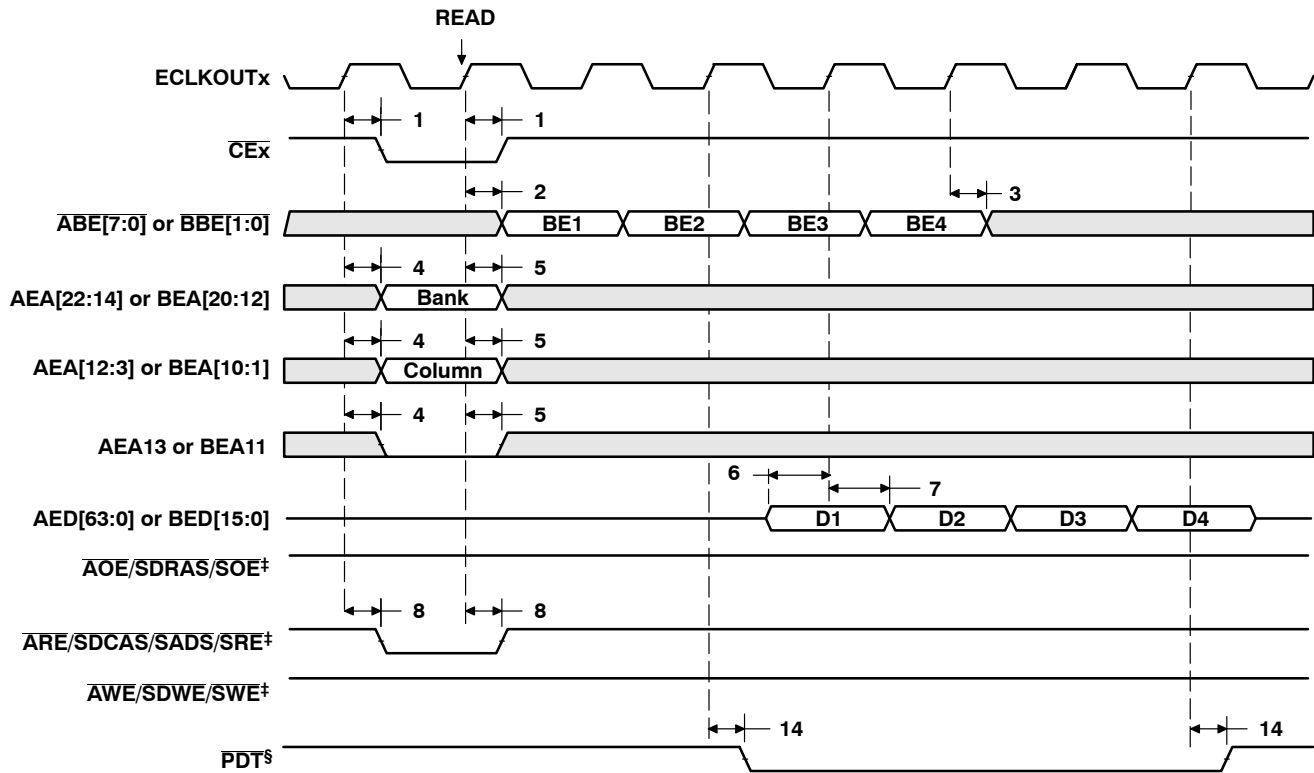 READ
ECLKOUTx
1 1
CEx
2 3
ABE[7:0] or BBE[1:0] BE1 BE2 BE3 BE4
4 5
AEA[22:14] or BEA[20:12] Bank
4 5
AEA[12:3] or BEA[10:1] Column
4 5
AEA13 or BEA11
6 7
AED[63:0] or BED[15:0] D1 D2 D3 D4
AOE/SDRAS/SOE‡
8 8
ARE/SDCAS/SADS/SRE‡
AWE/SDWE/SWE‡
14 14
PDT§